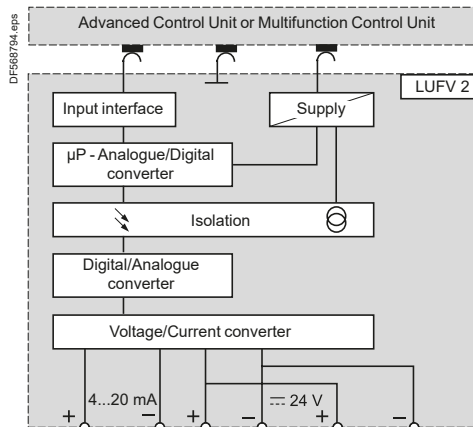 DF568794.eps
Advanced Control Unit or Multifunction Control Unit
LUFV 2
Input interface
Supply
µP - Analogue/Digital
converter
Isolation
Digital/Analogue
converter
Voltage/Current converter
4...20 mA
24 V
+ − + − + −